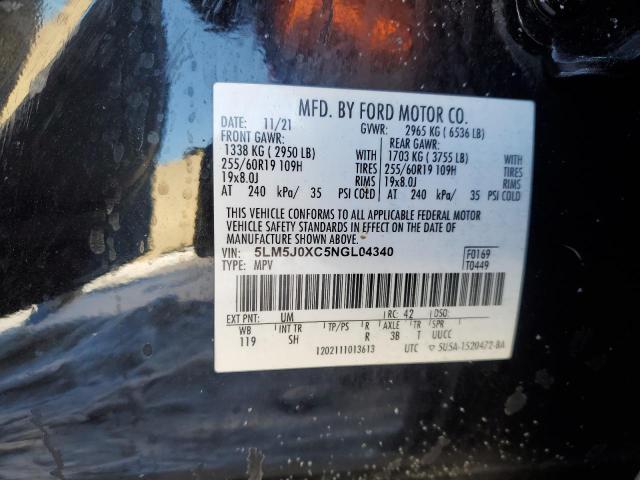 MFD. BY FORD MOTOR CO.
DATE: 11/21 GVWR: 2965 KG ( 6536 LB)
FRONT GAWR: REAR GAWR:
1338 KG ( 2950 LB) WITH 1703 KG ( 3755 LB) WITH
255/60R19 109H TIRES 255/60R19 109H TIRES
19x8.0J RIMS 19x8.0J RIMS
AT 240 kPa/ 35 PSI COLD AT 240 kPa/ 35 PSI COLD
THIS VEHICLE CONFORMS TO ALL APPLICABLE FEDERAL MOTOR
VEHICLE SAFETY STANDARDS IN EFFECT ON THE DATE OF
MANUFACTURE SHOWN ABOVE.
VIN: 5LM5J0XC5NGL04340 F0169
TYPE: MPV T0449
EXT PNT: UM RC: 42 DSO:
WB INT TR TP/PS R AXLE TR SPR
119 SH R 3B T UUCC
1202111013613 UTC ▽ 5U5A-1520472-BA